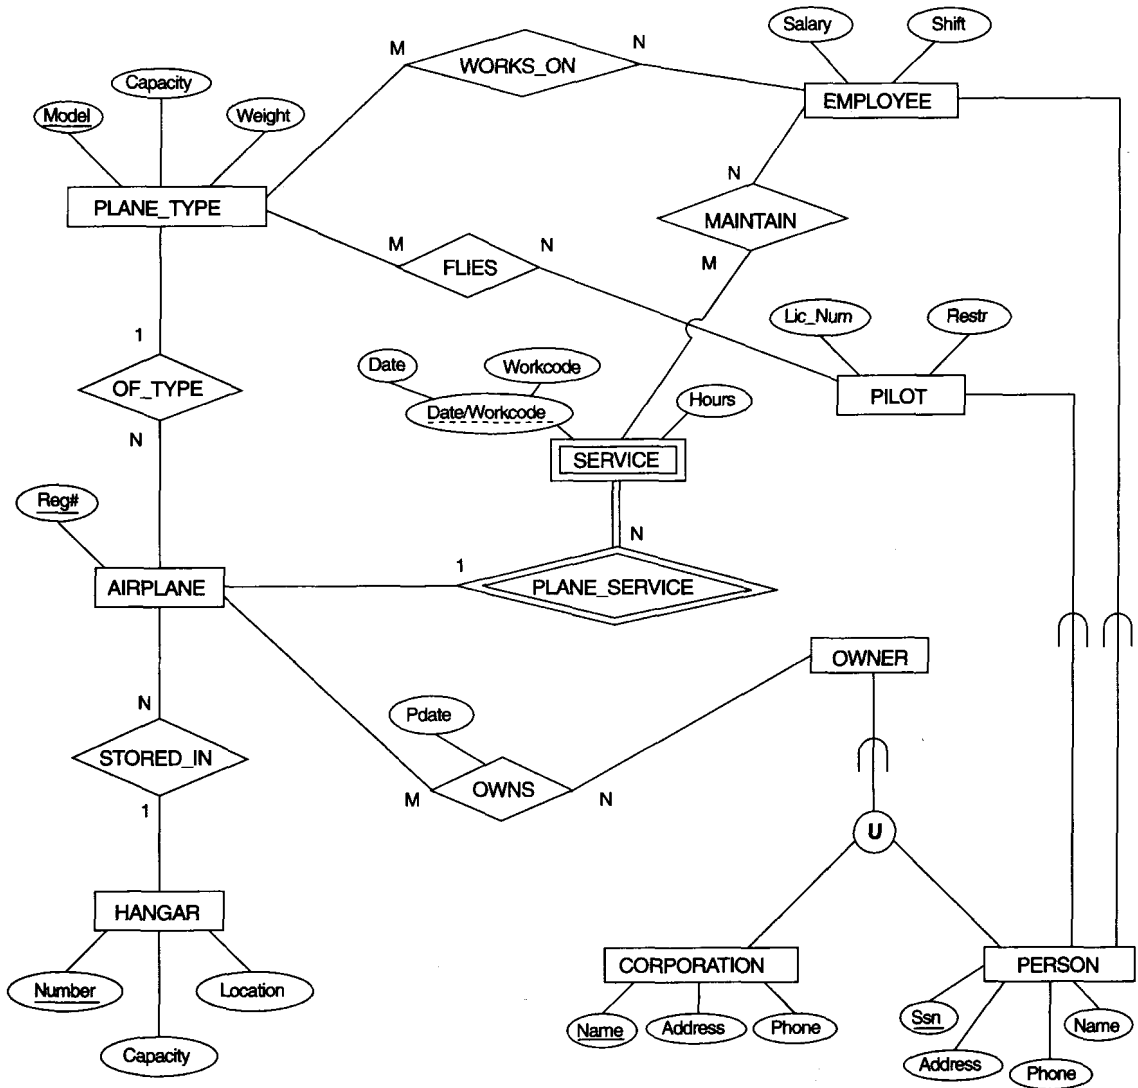 Salary
Shift
M
N
WORKS_ON
EMPLOYEE
Capacity
Model
Weight
PLANE_TYPE
N
MAINTAIN
M
M
N
FLIES
1
OF_TYPE
N
Lic_Num
Restr
PILOT
Date
Workcode
Date/Workcode
Hours
SERVICE
Reg#
N
1
AIRPLANE
PLANE_SERVICE
OWNER
N
STORED_IN
1
Pdate
OWNS
M
N
U
HANGAR
Number
Location
Capacity
CORPORATION
Name
Address
Phone
PERSON
Ssn
Name
Address
Phone